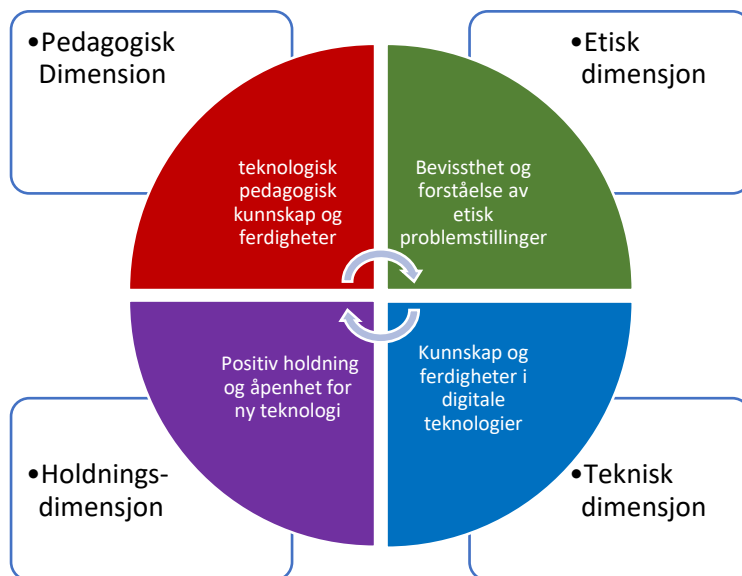 •Pedagogisk
Dimension
•Etisk
dimensjon
teknologisk
pedagogisk
kunnskap og
ferdigheter
Bevissthet og
forståelse av
etisk
problemstillinger
Positiv holdning
og åpenhet for
ny teknologi
Kunnskap og
ferdigheter i
digitale
teknologier
•Holdnings-
dimensjon
•Teknisk
dimensjon